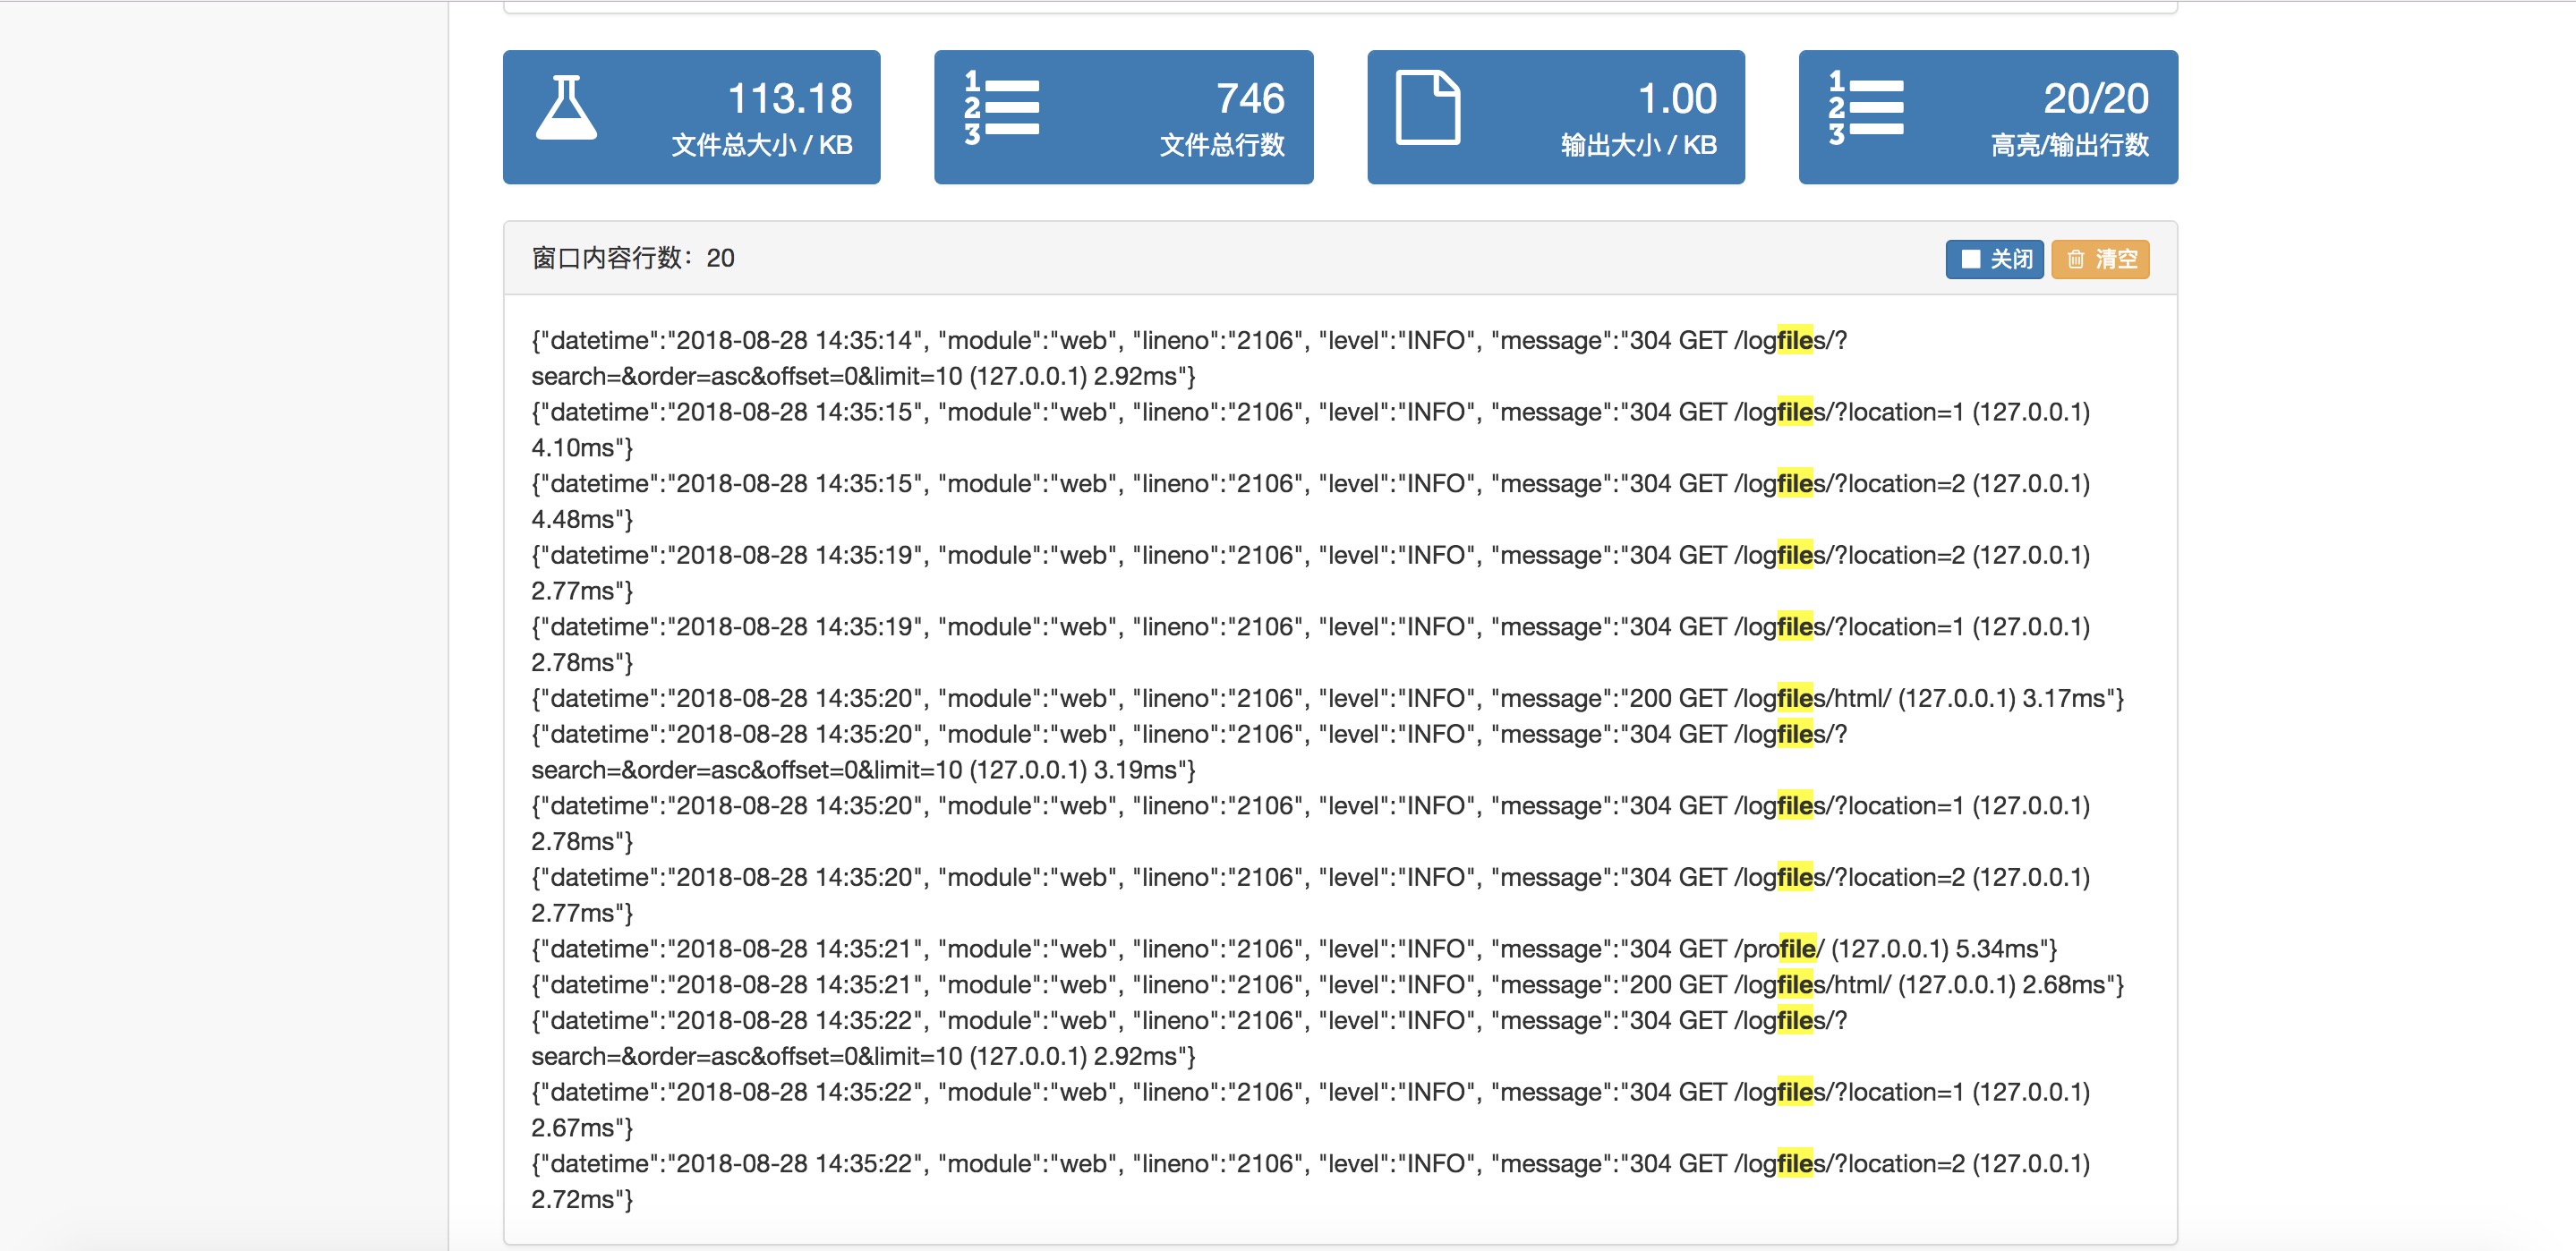 113.18
文件总大小 / KB
746
文件总行数
1.00
输出大小 / KB
20/20
高亮/输出行数
窗口内容行数：20
关闭
清空
{"datetime":"2018-08-28 14:35:14", "module":"web", "lineno":"2106", "level":"INFO", "message":"304 GET /logfiles/?
search=&order=asc&offset=0&limit=10 (127.0.0.1) 2.92ms"}
{"datetime":"2018-08-28 14:35:15", "module":"web", "lineno":"2106", "level":"INFO", "message":"304 GET /logfiles/?location=1 (127.0.0.1)
4.10ms"}
{"datetime":"2018-08-28 14:35:15", "module":"web", "lineno":"2106", "level":"INFO", "message":"304 GET /logfiles/?location=2 (127.0.0.1)
4.48ms"}
{"datetime":"2018-08-28 14:35:19", "module":"web", "lineno":"2106", "level":"INFO", "message":"304 GET /logfiles/?location=2 (127.0.0.1)
2.77ms"}
{"datetime":"2018-08-28 14:35:19", "module":"web", "lineno":"2106", "level":"INFO", "message":"304 GET /logfiles/?location=1 (127.0.0.1)
2.78ms"}
{"datetime":"2018-08-28 14:35:20", "module":"web", "lineno":"2106", "level":"INFO", "message":"200 GET /logfiles/html/ (127.0.0.1) 3.17ms"}
{"datetime":"2018-08-28 14:35:20", "module":"web", "lineno":"2106", "level":"INFO", "message":"304 GET /logfiles/?
search=&order=asc&offset=0&limit=10 (127.0.0.1) 3.19ms"}
{"datetime":"2018-08-28 14:35:20", "module":"web", "lineno":"2106", "level":"INFO", "message":"304 GET /logfiles/?location=1 (127.0.0.1)
2.78ms"}
{"datetime":"2018-08-28 14:35:20", "module":"web", "lineno":"2106", "level":"INFO", "message":"304 GET /logfiles/?location=2 (127.0.0.1)
2.77ms"}
{"datetime":"2018-08-28 14:35:21", "module":"web", "lineno":"2106", "level":"INFO", "message":"304 GET /profile/ (127.0.0.1) 5.34ms"}
{"datetime":"2018-08-28 14:35:21", "module":"web", "lineno":"2106", "level":"INFO", "message":"200 GET /logfiles/html/ (127.0.0.1) 2.68ms"}
{"datetime":"2018-08-28 14:35:22", "module":"web", "lineno":"2106", "level":"INFO", "message":"304 GET /logfiles/?
search=&order=asc&offset=0&limit=10 (127.0.0.1) 2.92ms"}
{"datetime":"2018-08-28 14:35:22", "module":"web", "lineno":"2106", "level":"INFO", "message":"304 GET /logfiles/?location=1 (127.0.0.1)
2.67ms"}
{"datetime":"2018-08-28 14:35:22", "module":"web", "lineno":"2106", "level":"INFO", "message":"304 GET /logfiles/?location=2 (127.0.0.1)
2.72ms"}